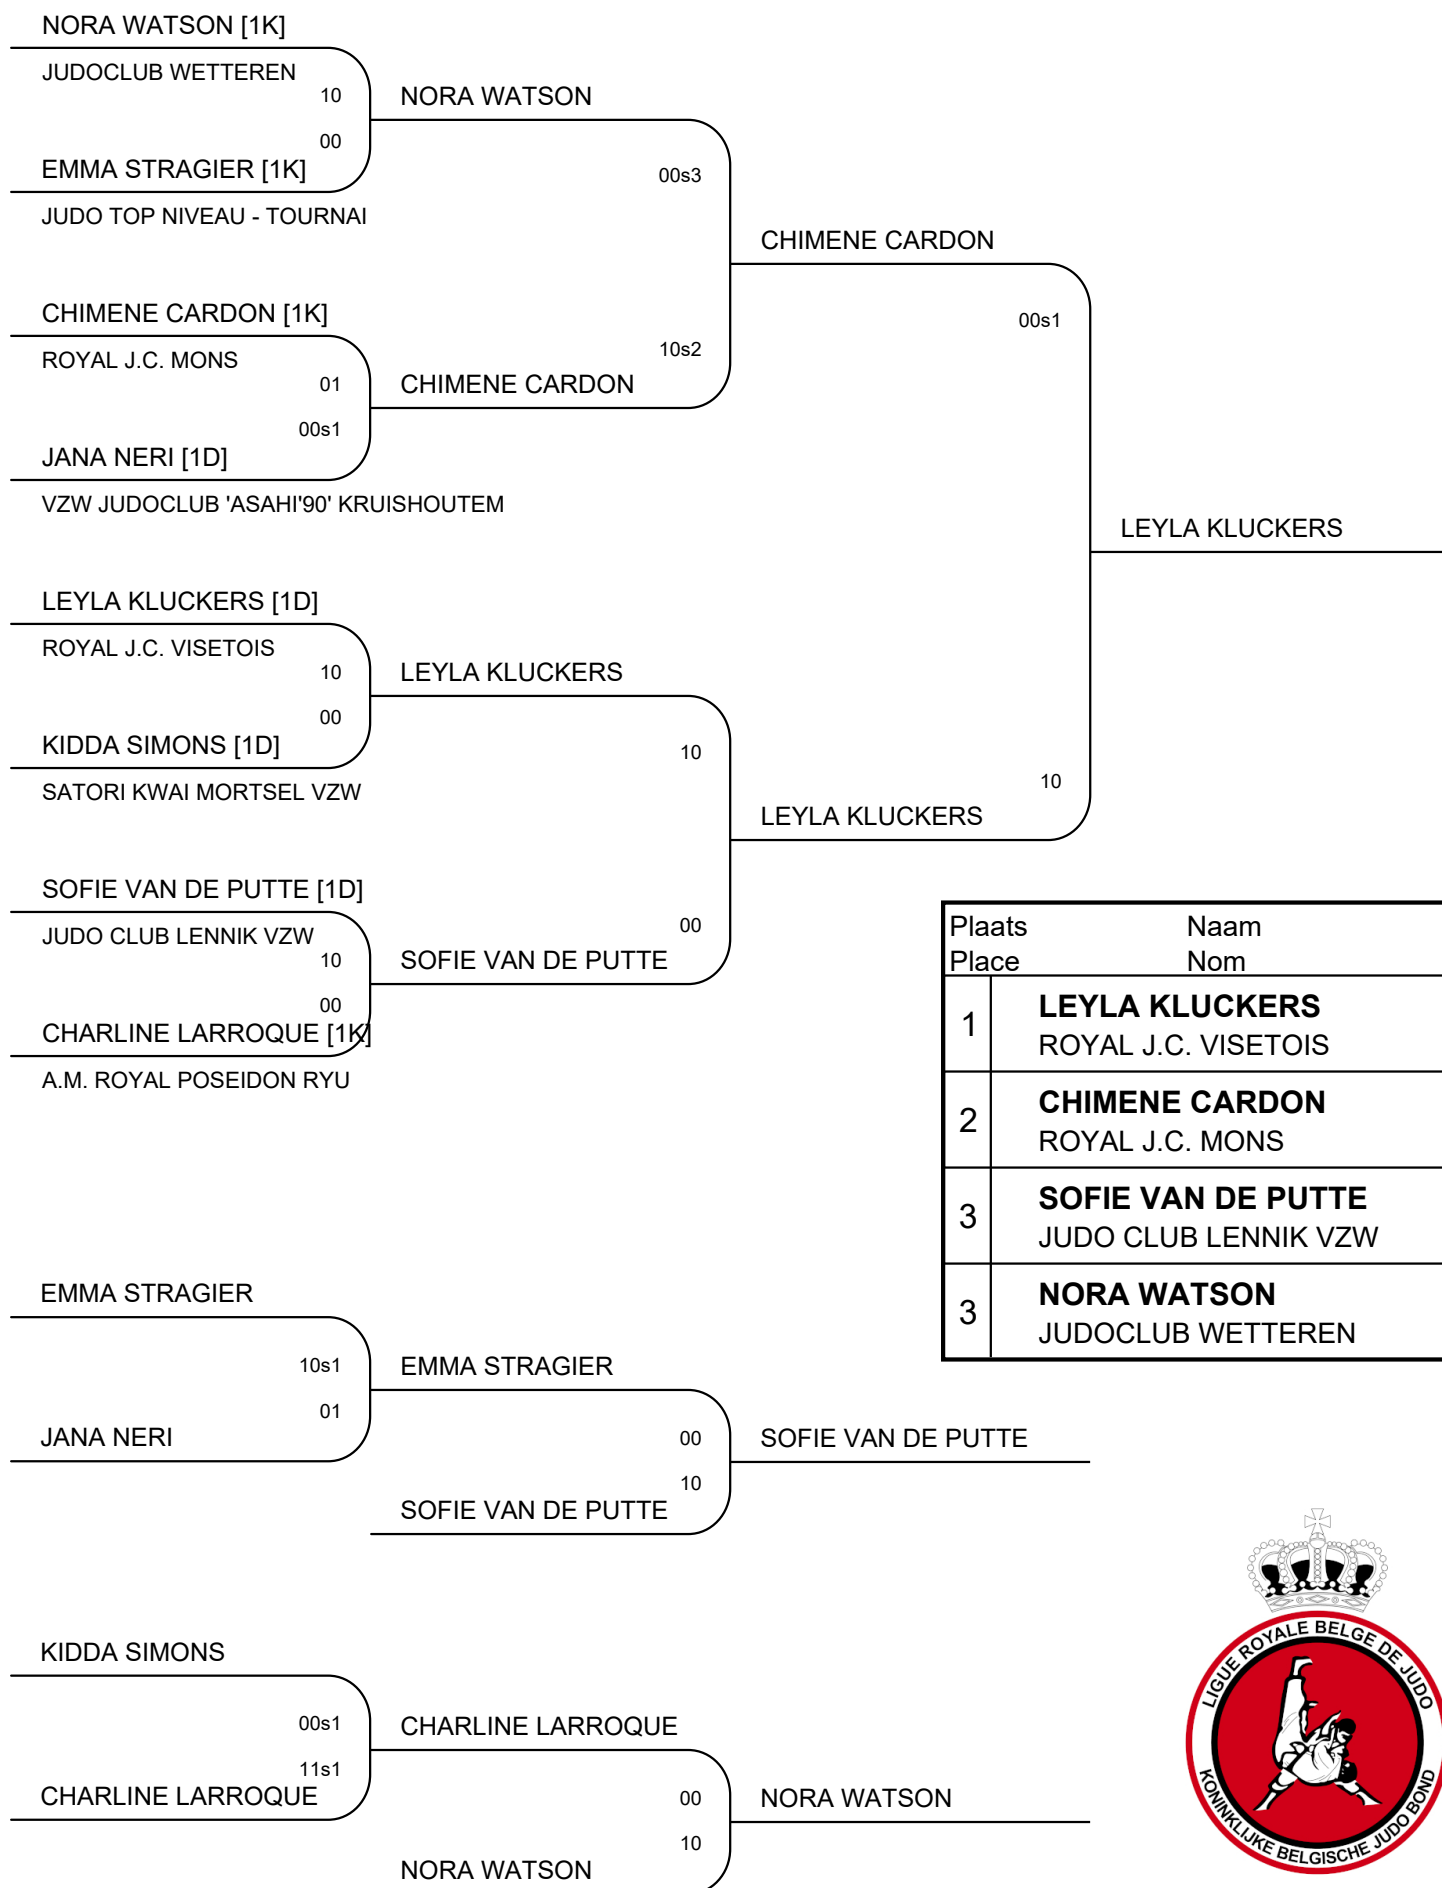 NORA WATSON [1K]
JUDOCLUB WETTEREN
10
00
EMMA STRAGIER [1K]
JUDO TOP NIVEAU - TOURNAI
NORA WATSON
00s3
CHIMENE CARDON [1K]
ROYAL J.C. MONS
01
00s1
JANA NERI [1D]
VZW JUDOCLUB 'ASAHI'90' KRUISHOUTEM
10s2
CHIMENE CARDON
CHIMENE CARDON
00s1
LEYLA KLUCKERS
LEYLA KLUCKERS [1D]
ROYAL J.C. VISETOIS
10
00
KIDDA SIMONS [1D]
SATORI KWAI MORTSEL VZW
LEYLA KLUCKERS
10
SOFIE VAN DE PUTTE [1D]
JUDO CLUB LENNIK VZW
10
00
CHARLINE LARROQUE [1K]
A.M. ROYAL POSEIDON RYU
00
SOFIE VAN DE PUTTE
10
LEYLA KLUCKERS
Plaats Naam
Place Nom
1 LEYLA KLUCKERS
ROYAL J.C. VISETOIS
2 CHIMENE CARDON
ROYAL J.C. MONS
3 SOFIE VAN DE PUTTE
JUDO CLUB LENNIK VZW
3 NORA WATSON
JUDOCLUB WETTEREN
EMMA STRAGIER
10s1
01
JANA NERI
EMMA STRAGIER
00
10
SOFIE VAN DE PUTTE
SOFIE VAN DE PUTTE
KIDDA SIMONS
00s1
11s1
CHARLINE LARROQUE
CHARLINE LARROQUE
00
10
NORA WATSON
NORA WATSON
LIGUE ROYALE BELGE DE JUDO
KONINKLIJKE BELGISCHE JUDO BOND